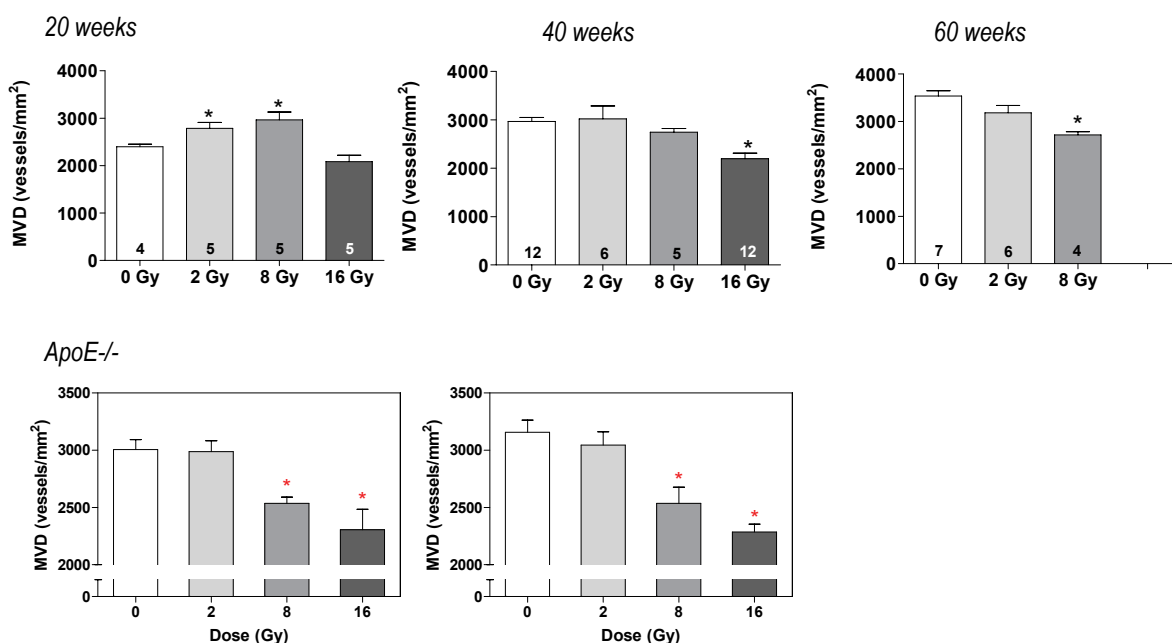 20 weeks
MVD (vessels/mm²)
4000
3000
2000
1000
0
4
5
5
5
0 Gy
2 Gy
8 Gy
16 Gy
40 weeks
MVD (vessels/mm²)
4000
3000
2000
1000
0
12
6
5
12
0 Gy
2 Gy
8 Gy
16 Gy
60 weeks
MVD (vessels/mm²)
4000
3000
2000
1000
0
7
6
4
0 Gy
2 Gy
8 Gy
*
*
*
*
ApoE-/-
MVD (vessels/mm²)
3500
3000
2500
2000
0
*
*
0
2
8
16
Dose (Gy)
MVD (vessels/mm²)
3500
3000
2500
2000
0
*
*
0
2
8
16
Dose (Gy)